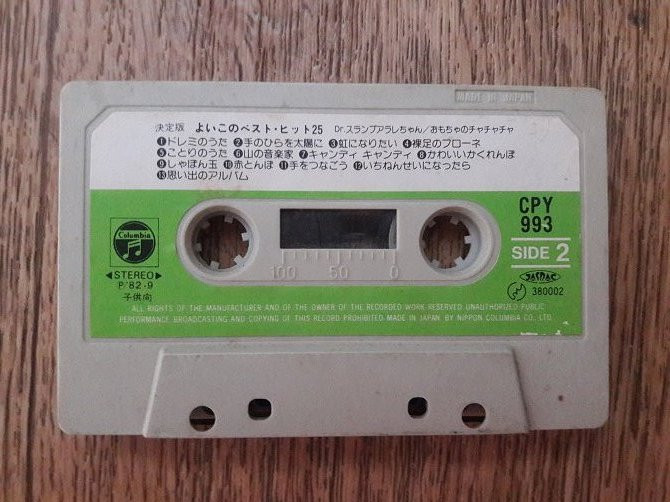 MADE IN JAPAN
決定版 よいこのベスト・ヒット25 Dr.スランプアラレちゃん/おもちゃのチャチャチャ
❶ドレミのうた ❷手のひらを太陽に ❸虹になりたい ❹裸足のプローネ
❺ことりのうた ❻山の音楽家 ❼キャンディ キャンディ ❽かわいいかくれんぼ
❾しゃぼん玉 ❿赤とんぼ ⓫手をつなごう ⓬いちねんせいになったら
⓭思い出のアルバム
Columbia
◀STEREO▶
P.'82・9
子供向
CPY
993
SIDE 2
JASRAC
380002
100 50 0
ALL RIGHTS OF THE MANUFACTURER AND OF THE OWNER OF THE RECORDED WORK RESERVED UNAUTHORIZED PUBLIC
PERFORMANCE BROADCASTING AND COPYING OF THIS RECORD PROHIBITED MADE IN JAPAN BY NIPPON COLUMBIA CO., LTD.